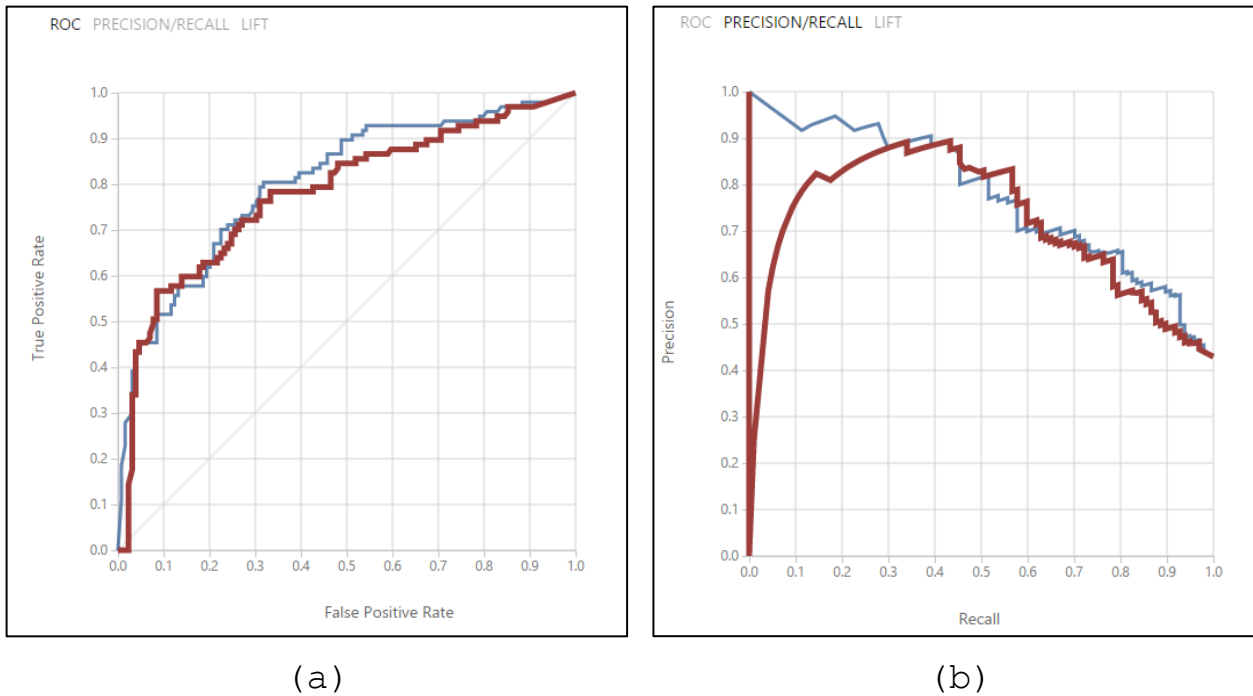 ROC PRECISION/RECALL LIFT
1.0
0.9
0.8
0.7
0.6
0.5
0.4
0.3
0.2
0.1
0.0
True Positive Rate
0.0 0.1 0.2 0.3 0.4 0.5 0.6 0.7 0.8 0.9 1.0
False Positive Rate
(a)
ROC PRECISION/RECALL LIFT
1.0
0.9
0.8
0.7
0.6
0.5
0.4
0.3
0.2
0.1
0.0
Precision
0.0 0.1 0.2 0.3 0.4 0.5 0.6 0.7 0.8 0.9 1.0
Recall
(b)